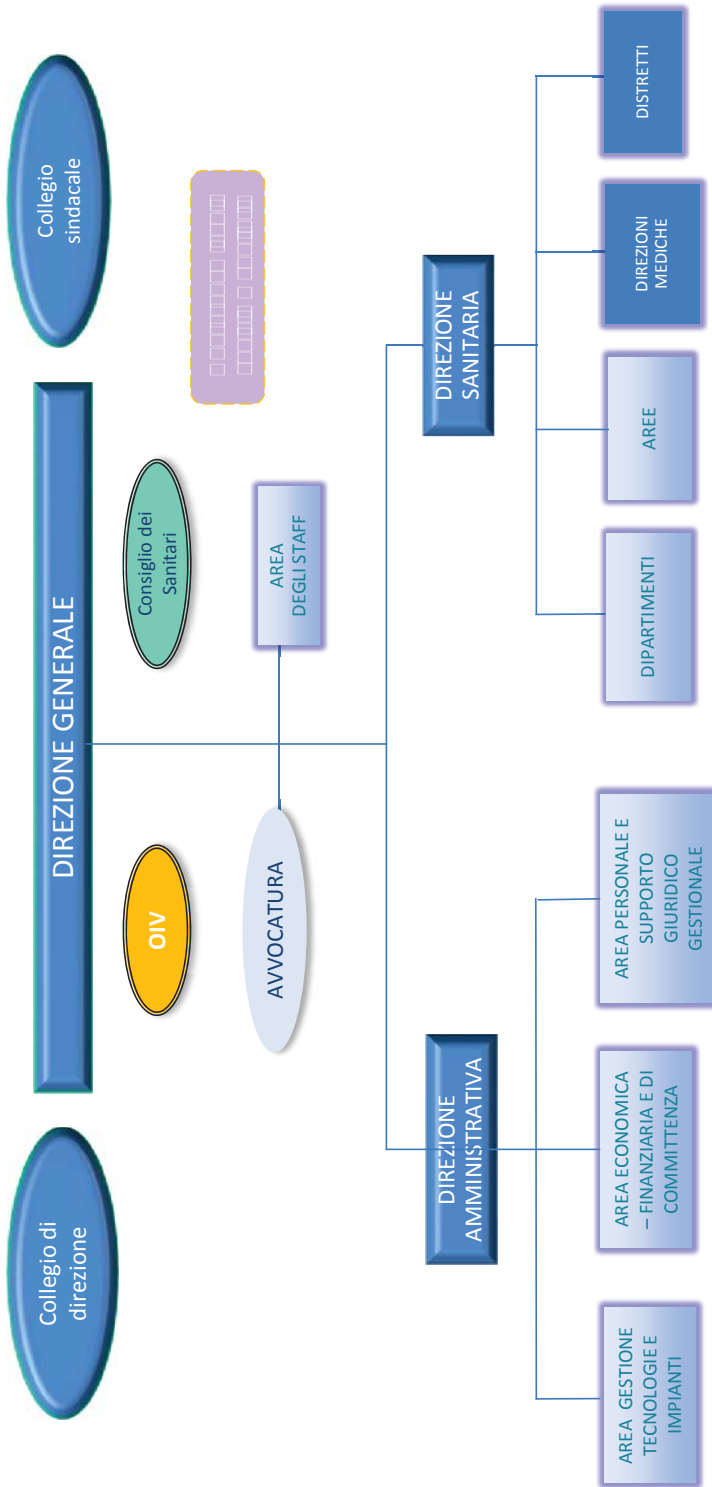 Collegio di
direzione
DIREZIONE GENERALE
Collegio
sindacale
OIV
Consiglio dei
Sanitari
AVVOCATURA
AREA
DEGLI STAFF
DIREZIONE
AMMINISTRATIVA
DIREZIONE
SANITARIA
AREA GESTIONE
TECNOLOGIE E
IMPIANTI
AREA ECONOMICA
– FINANZIARIA E DI
COMMITTENZA
AREA PERSONALE E
SUPPORTO
GIURIDICO
GESTIONALE
DIPARTIMENTI
AREE
DIREZIONI
MEDICHE
DISTRETTI